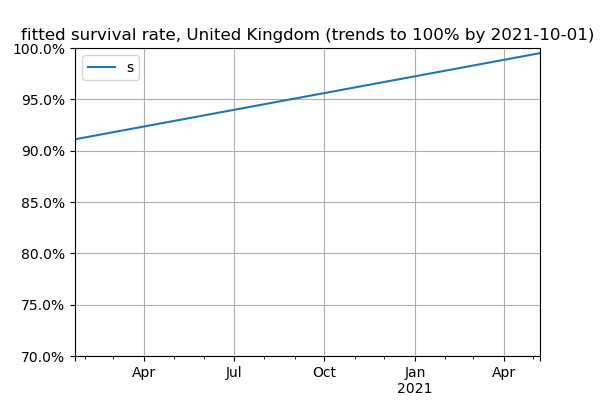 fitted survival rate, United Kingdom (trends to 100% by 2021-10-01)
100.0%
s
95.0%
90.0%
85.0%
80.0%
75.0%
70.0%
Apr Jul Oct Jan Apr
2021